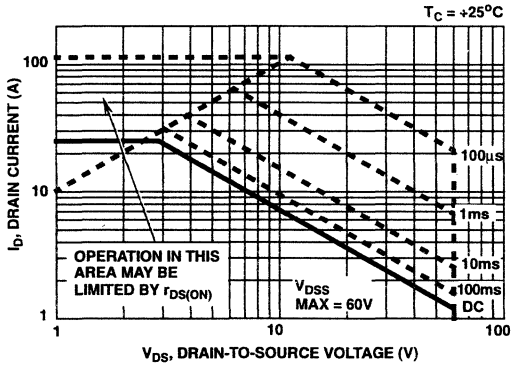 T_C = +25°C
I_D, DRAIN CURRENT (A)
100
10
1
100µs
1ms
10ms
100ms
DC
OPERATION IN THIS
AREA MAY BE
LIMITED BY r_DS(ON)
V_DSS
MAX = 60V
1
10
100
V_DS, DRAIN-TO-SOURCE VOLTAGE (V)